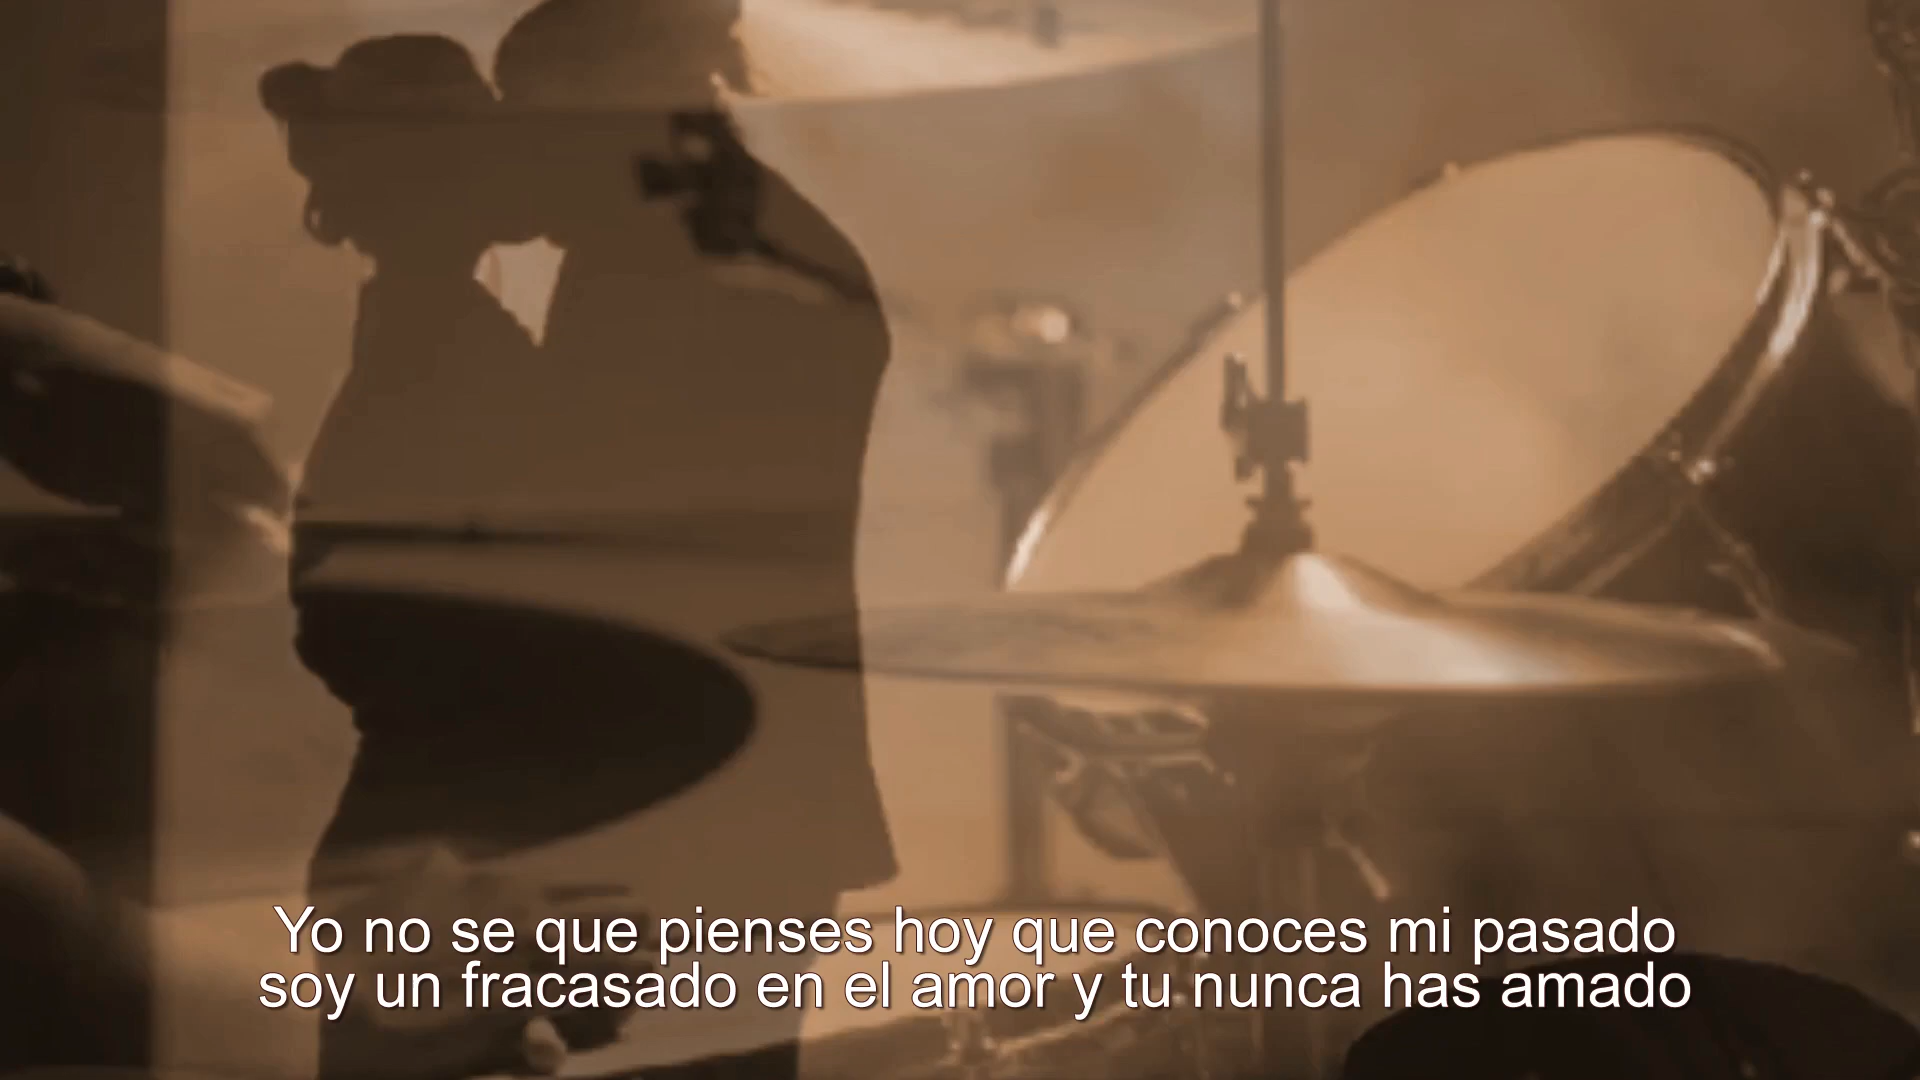 Yo no se que pienses hoy que conoces mi pasado
soy un fracasado en el amor y tu nunca has amado